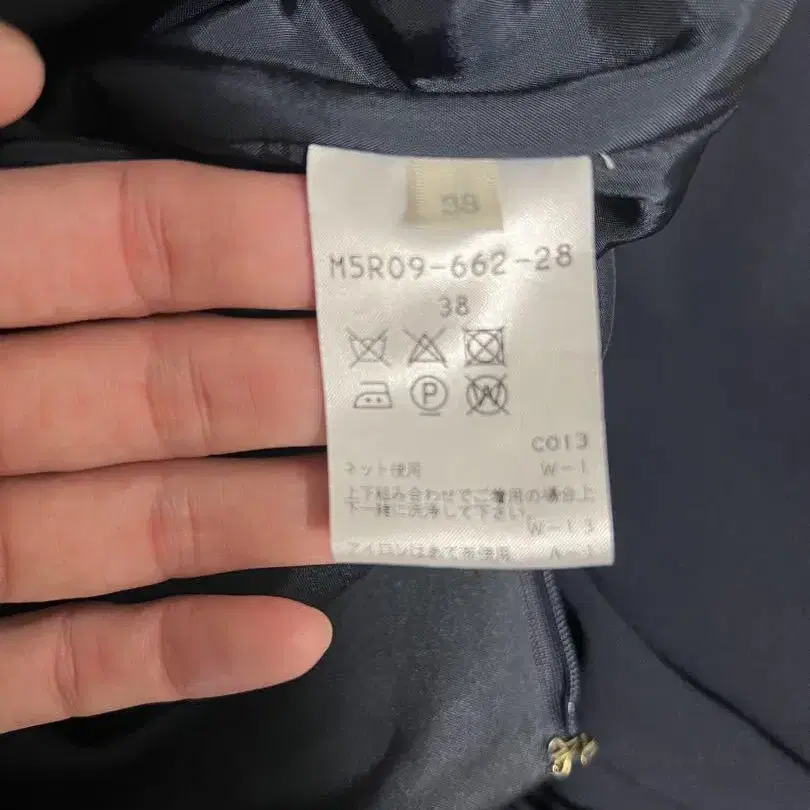 38
M5R09-662-28
38
P
W
C013
ネット使用 W-1
上下組み合わせでご着用の場合上
下一緒に洗浄して下さい。
W-13
アイロンはあて布使用